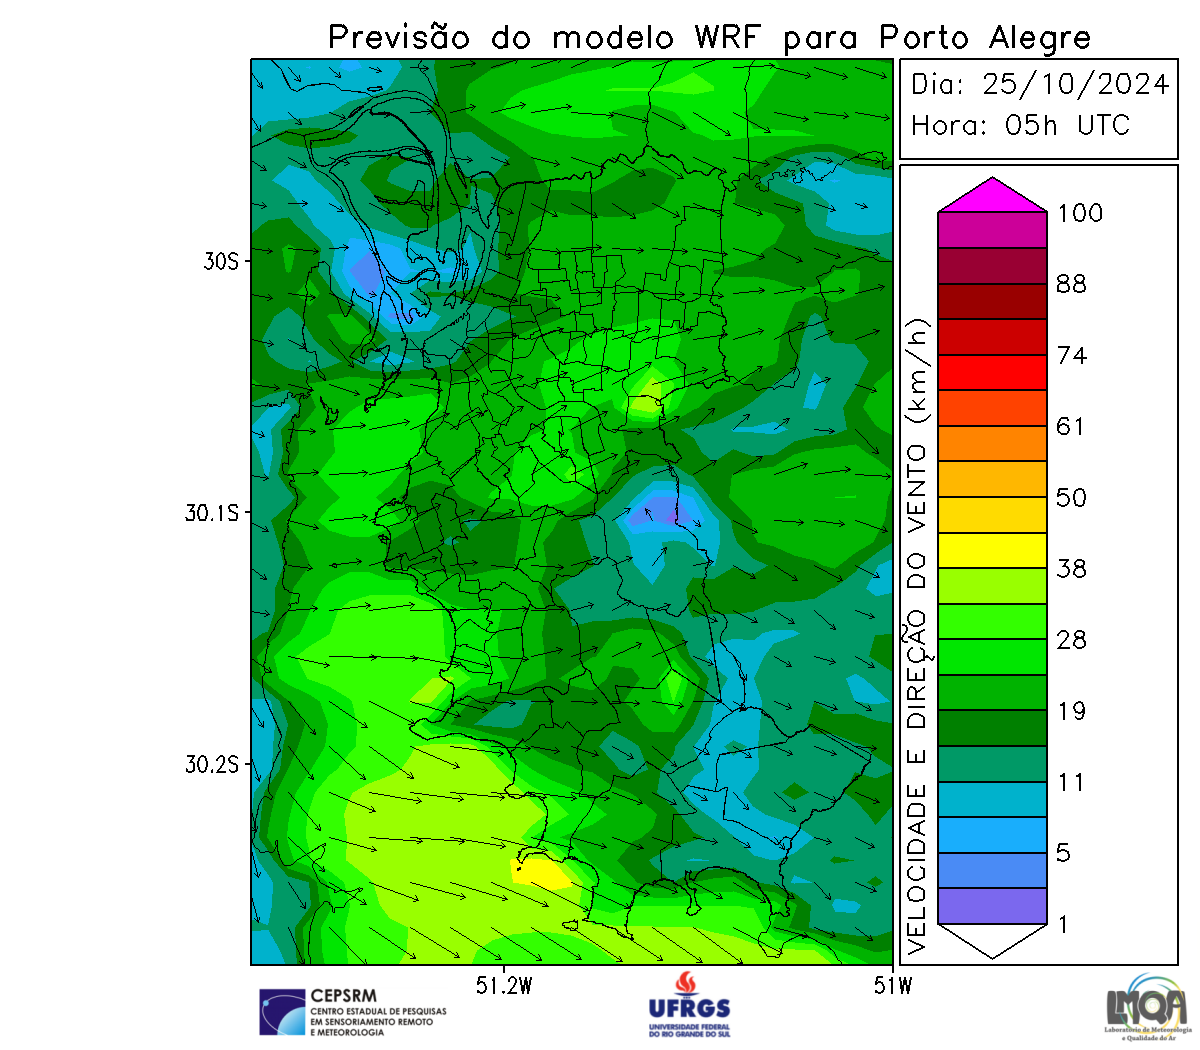 Previsão do modelo WRF para Porto Alegre
Dia: 25/10/2024
Hora: 05h UTC
VELOCIDADE E DIREÇÃO DO VENTO (km/h)
100
88
74
61
50
38
28
19
11
5
1
30S
30.1S
30.2S
51.2W
51W
CEPSRM
CENTRO ESTADUAL DE PESQUISAS
EM SENSORIAMENTO REMOTO
E METEOROLOGIA
UFRGS
UNIVERSIDADE FEDERAL
DO RIO GRANDE DO SUL
LMQA
Laboratório de Meteorologia
e Qualidade do Ar